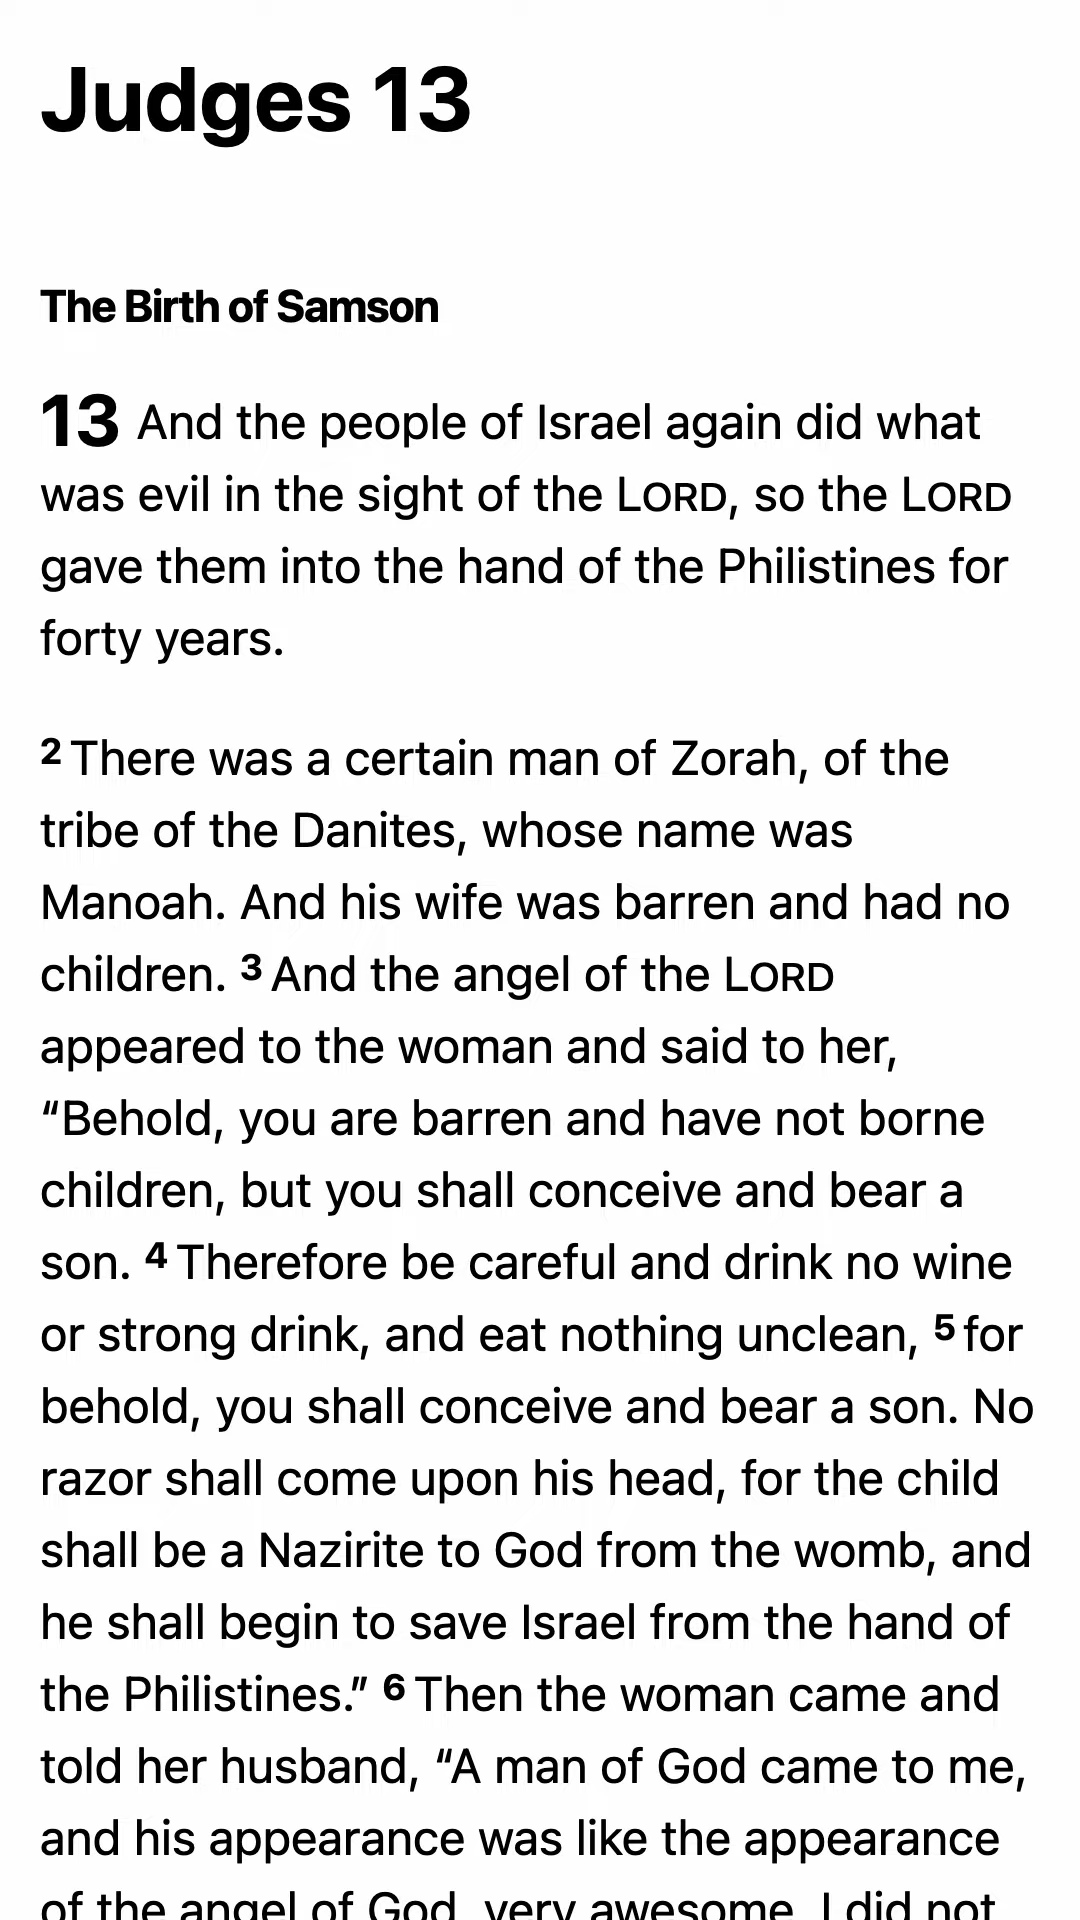 Judges 13
The Birth of Samson
13 And the people of Israel again did what
was evil in the sight of the LORD, so the LORD
gave them into the hand of the Philistines for
forty years.
2 There was a certain man of Zorah, of the
tribe of the Danites, whose name was
Manoah. And his wife was barren and had no
children. 3 And the angel of the LORD
appeared to the woman and said to her,
“Behold, you are barren and have not borne
children, but you shall conceive and bear a
son. 4 Therefore be careful and drink no wine
or strong drink, and eat nothing unclean, 5 for
behold, you shall conceive and bear a son. No
razor shall come upon his head, for the child
shall be a Nazirite to God from the womb, and
he shall begin to save Israel from the hand of
the Philistines.” 6 Then the woman came and
told her husband, “A man of God came to me,
and his appearance was like the appearance
of the angel of God, very awesome. I did not